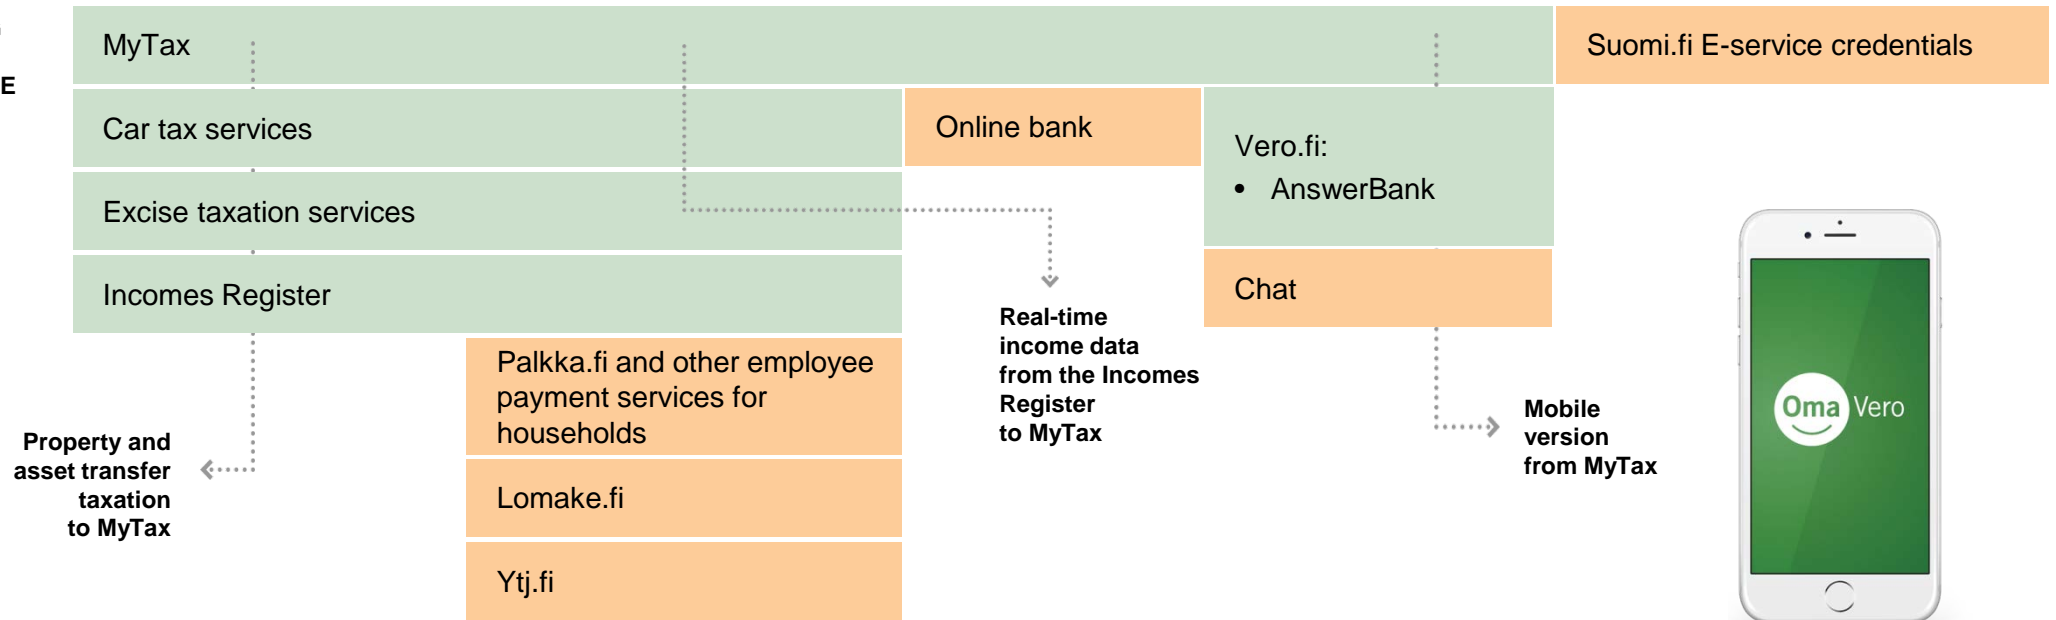 E
MyTax
Suomi.fi E-service credentials
Car tax services
Online bank
Vero.fi:
• AnswerBank
Excise taxation services
Incomes Register
Chat
Palkka.fi and other employee
payment services for
households
Lomake.fi
Ytj.fi
Property and
asset transfer
taxation
to MyTax
Real-time
income data
from the Incomes
Register
to MyTax
Mobile
version
from MyTax
Oma Vero